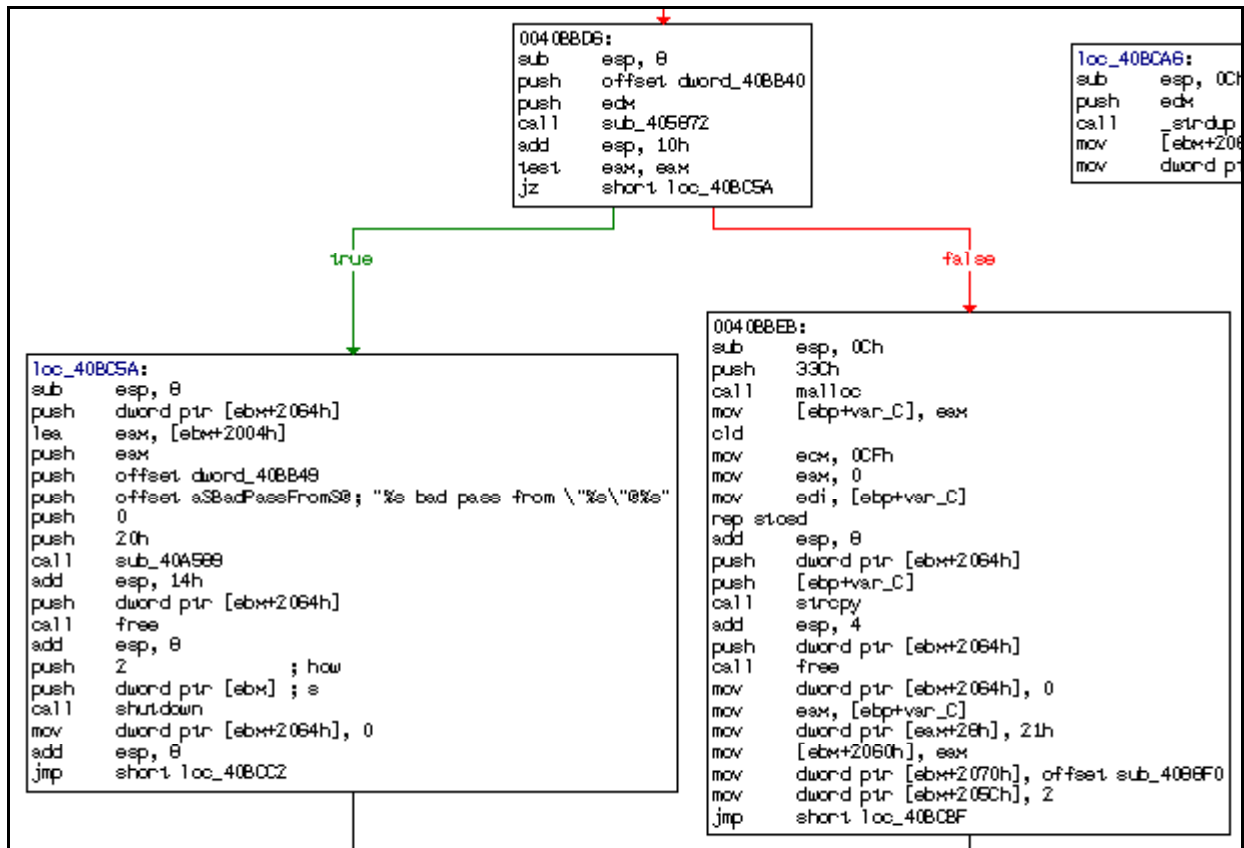 0040BBD6:
sub esp, 8
push offset dword_40BB40
push edx
call sub_405872
add esp, 10h
test eax, eax
jz short loc_40BC5A
loc_40BCA6:
sub esp, 0Ch
push edx
call _strdup
mov [ebx+206
mov dword pt
true
false
loc_40BC5A:
sub esp, 8
push dword ptr [ebx+2064h]
lea eax, [ebx+2004h]
push eax
push offset dword_40BB49
push offset aSBadPassFromS@; "%s bad pass from \"%s\"@%s"
push 0
push 20h
call sub_40A599
add esp, 14h
push dword ptr [ebx+2064h]
call free
add esp, 8
push 2 ; how
push dword ptr [ebx] ; s
call shutdown
mov dword ptr [ebx+2064h], 0
add esp, 8
jmp short loc_40BCC2
0040BBEB:
sub esp, 0Ch
push 33Ch
call malloc
mov [ebp+var_C], eax
cld
mov ecx, 0CFh
mov eax, 0
mov edi, [ebp+var_C]
rep stosd
add esp, 8
push dword ptr [ebx+2064h]
push [ebp+var_C]
call strcpy
add esp, 4
push dword ptr [ebx+2064h]
call free
mov dword ptr [ebx+2064h], 0
mov eax, [ebp+var_C]
mov dword ptr [eax+28h], 21h
mov [ebx+2060h], eax
mov dword ptr [ebx+2070h], offset sub_4086F0
mov dword ptr [ebx+205Ch], 2
jmp short loc_40BCBF